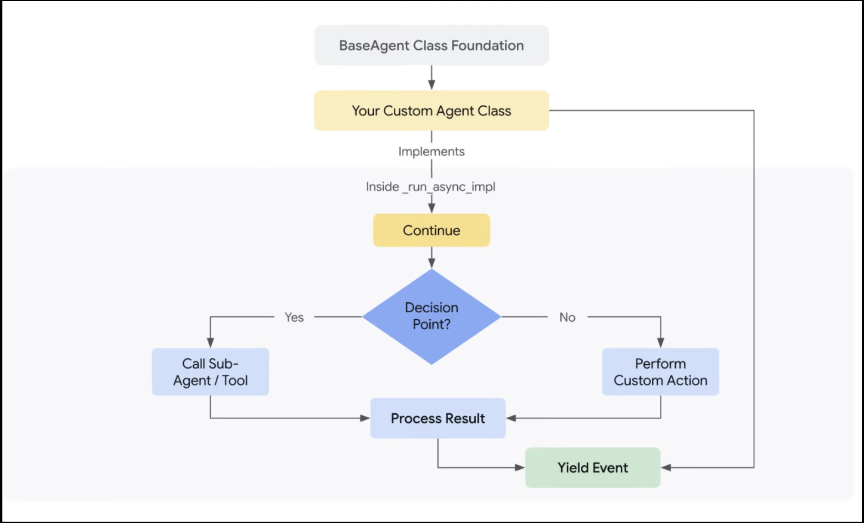 BaseAgent Class Foundation
Your Custom Agent Class
Implements
Inside _run_async_impl
Continue
Decision
Point?
Yes
No
Call Sub-
Agent / Tool
Perform
Custom Action
Process Result
Yield Event